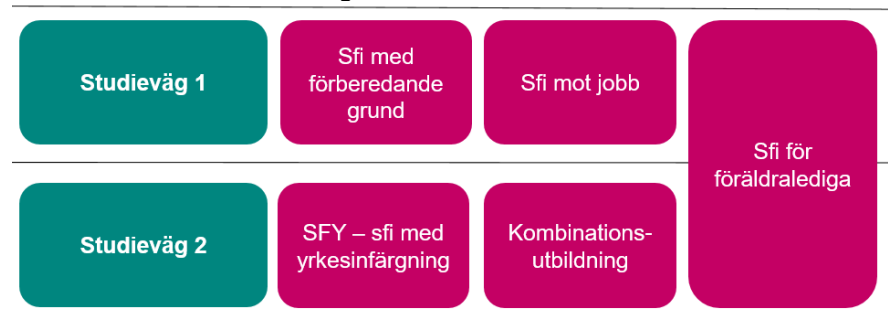 Studieväg 1
Sfi med
förberedande
grund
Sfi mot jobb
Sfi för
föräldralediga
Studieväg 2
SFY – sfi med
yrkesinfärgning
Kombinations-
utbildning